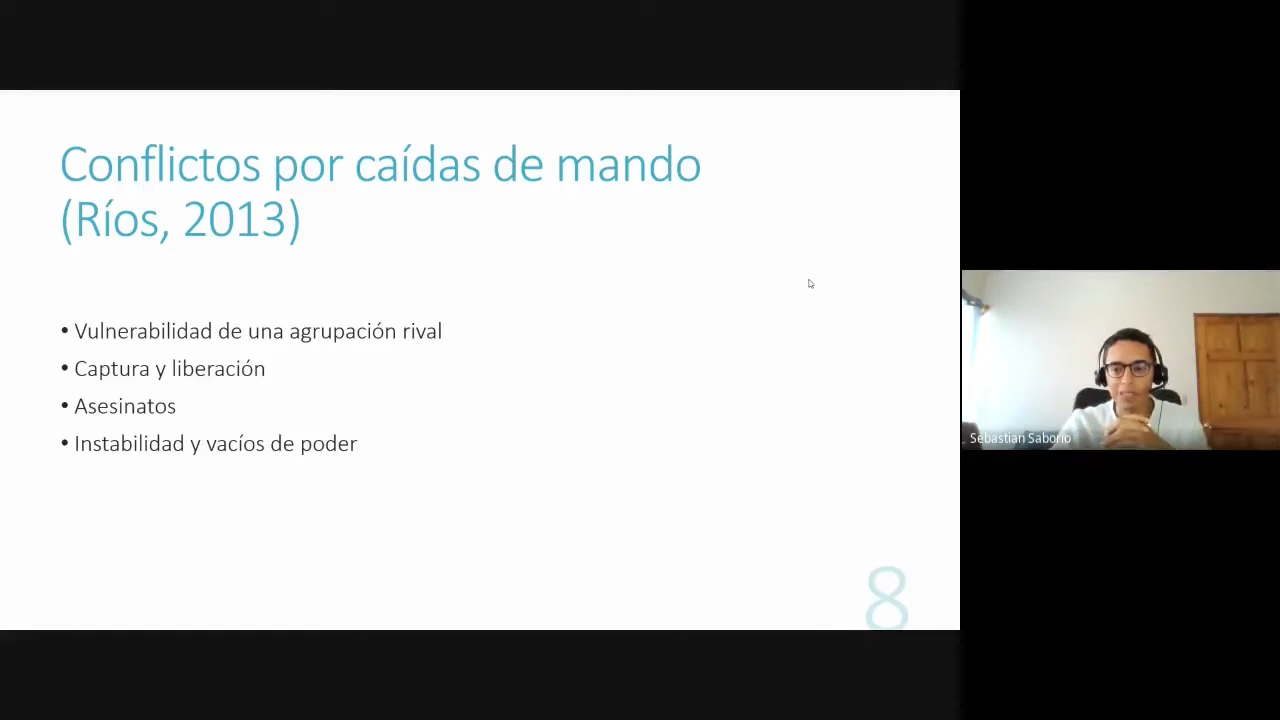 Conflictos por caídas de mando
(Ríos, 2013)
• Vulnerabilidad de una agrupación rival
• Captura y liberación
• Asesinatos
• Instabilidad y vacíos de poder
8
Sebastian Saborio